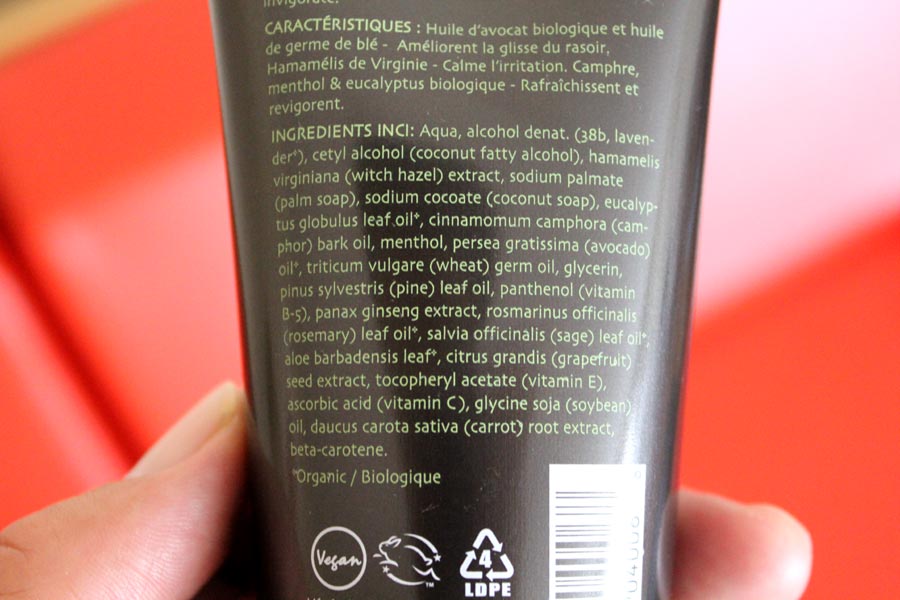 invigorate.
CARACTÉRISTIQUES : Huile d'avocat biologique et huile
de germe de blé - Améliorent la glisse du rasoir,
Hamamélis de Virginie - Calme l'irritation. Camphre,
menthol & eucalyptus biologique - Rafraîchissent et
revigorent.
INGREDIENTS INCI: Aqua, alcohol denat. (38b, laven-
der*), cetyl alcohol (coconut fatty alcohol), hamamelis
virginiana (witch hazel) extract, sodium palmate
(palm soap), sodium cocoate (coconut soap), eucalyp-
tus globulus leaf oil*, cinnamomum camphora (cam-
phor) bark oil, menthol, persea gratissima (avocado)
oil*, triticum vulgare (wheat) germ oil, glycerin,
pinus sylvestris (pine) leaf oil, panthenol (vitamin
B-5), panax ginseng extract, rosmarinus officinalis
(rosemary) leaf oil*, salvia officinalis (sage) leaf oil*,
aloe barbadensis leaf*, citrus grandis (grapefruit)
seed extract, tocopheryl acetate (vitamin E),
ascorbic acid (vitamin C), glycine soja (soybean)
oil, daucus carota sativa (carrot) root extract,
beta-carotene.
*Organic / Biologique
Vegan
TM
4
LDPE